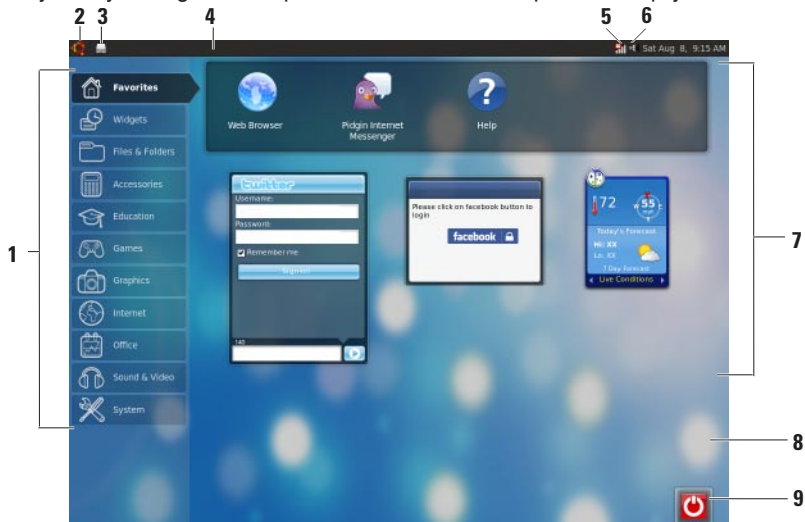 2 3 4 5 6
Sat Aug 8, 9:15 AM
1
Favorites
Widgets
Files & Folders
Accessories
Education
Games
Graphics
Internet
Office
Sound & Video
System
Web Browser
Pidgin Internet
Messenger
?
Help
twitter
Username:
Password:
Remember me
Sign in
140
Please click on facebook button to
login
facebook
72
55
Today's Forecast
Hi: XX
Lo: XX
7 Day Forecast
Live Conditions
7
8
9